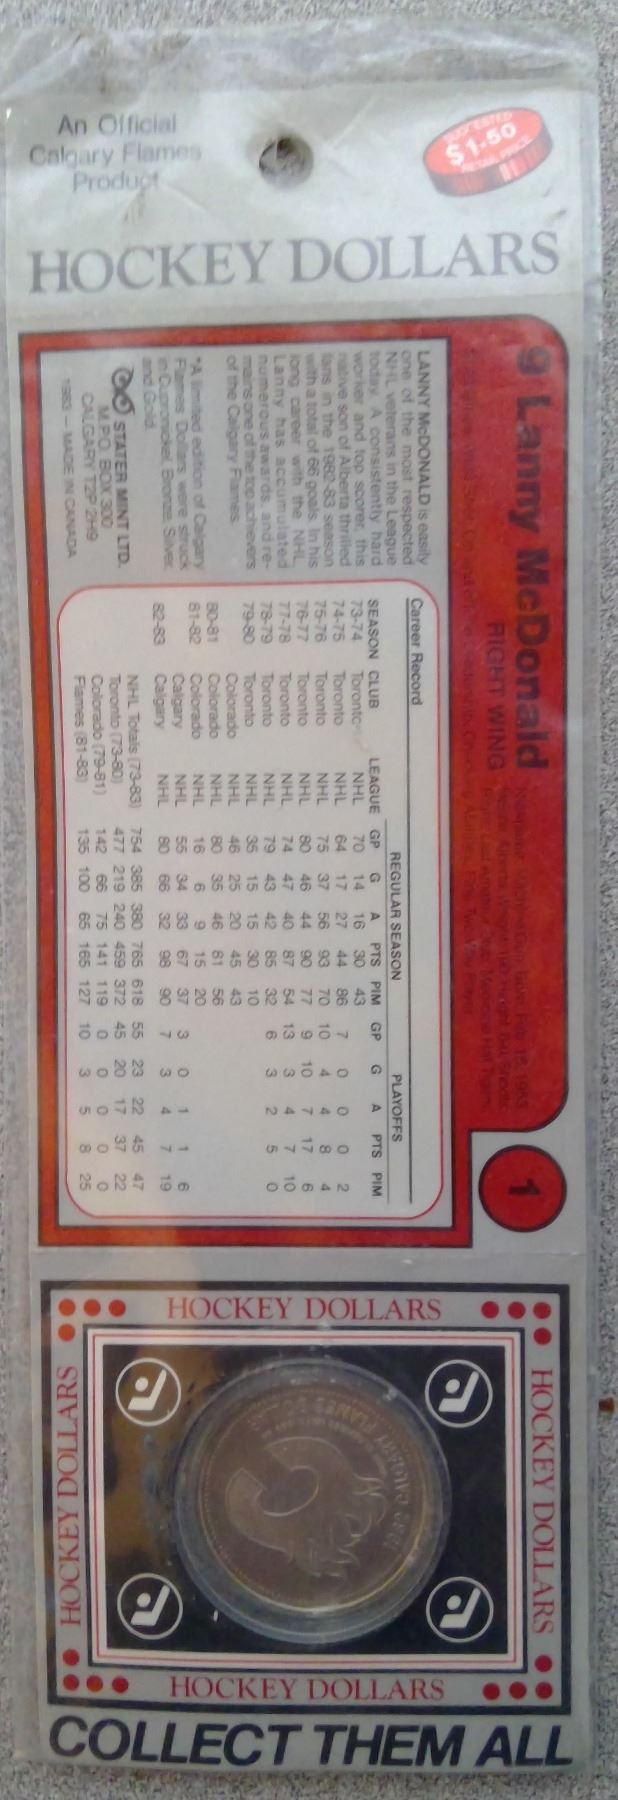 An Official
Calgary Flames
Product
SUGGESTED
$1.50
RETAIL PRICE
HOCKEY DOLLARS
9 Lanny McDonald
RIGHT WING
1
LANNY McDONALD is easily
one of the most respected
NHL veterans in the League
today. A consistently hard
worker and top scorer, this
native son of Alberta thrilled
fans in the 1982-83 season
with a total of 66 goals. In his
long career with the NHL,
Lanny has accumulated
numerous awards, and re-
mains one of the top achievers
of the Calgary Flames.
*A limited edition of Calgary
Flames Dollars were struck
in Cupronickel, Bronze, Silver
and Gold.
STATER MINT LTD.
M.P.O. BOX 300
CALGARY T2P 2H9
1983 — MADE IN CANADA
Career Record
REGULAR SEASON PLAYOFFS
SEASON CLUB LEAGUE GP G A PTS PIM GP G A PTS PIM
73-74 Toronto NHL 70 14 16 30 43
74-75 Toronto NHL 64 17 27 44 86 7 0 0 0 2
75-76 Toronto NHL 75 37 56 93 70 10 4 4 8 4
76-77 Toronto NHL 80 46 44 90 77 9 10 7 17 6
77-78 Toronto NHL 74 47 40 87 54 13 3 4 7 10
78-79 Toronto NHL 79 43 42 85 32 6 3 2 5 0
79-80 Toronto NHL 35 15 15 30 10
Colorado NHL 46 25 20 45 43
80-81 Colorado NHL 80 35 46 81 56
81-82 Colorado NHL 16 6 9 15 20
Calgary NHL 55 34 33 67 37 3 0 1 1 6
82-83 Calgary NHL 80 66 32 98 90 7 3 4 7 19
NHL Totals (73-83) 754 385 380 765 618 55 23 22 45 47
Toronto (73-80) 477 219 240 459 372 45 20 17 37 22
Colorado (79-81) 142 66 75 141 119 0 0 0 0 0
Flames (81-83) 135 100 65 165 127 10 3 5 8 25
HOCKEY DOLLARS
HOCKEY DOLLARS
HOCKEY DOLLARS
HOCKEY DOLLARS
CALGARY FLAMES
COLLECT THEM ALL